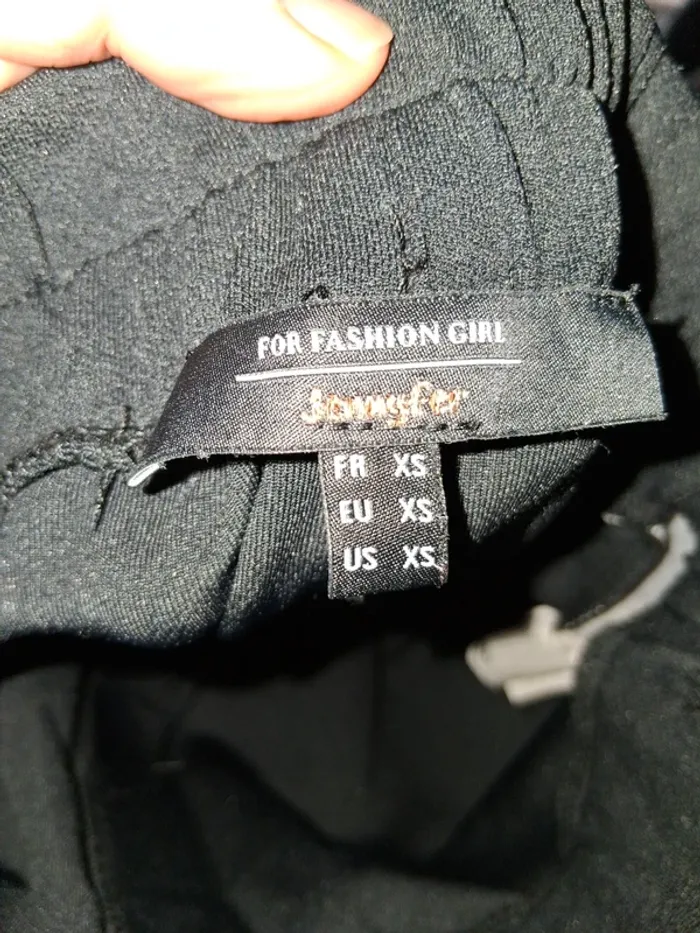 FOR FASHION GIRL
Jennyfer
FR XS
EU XS
US XS